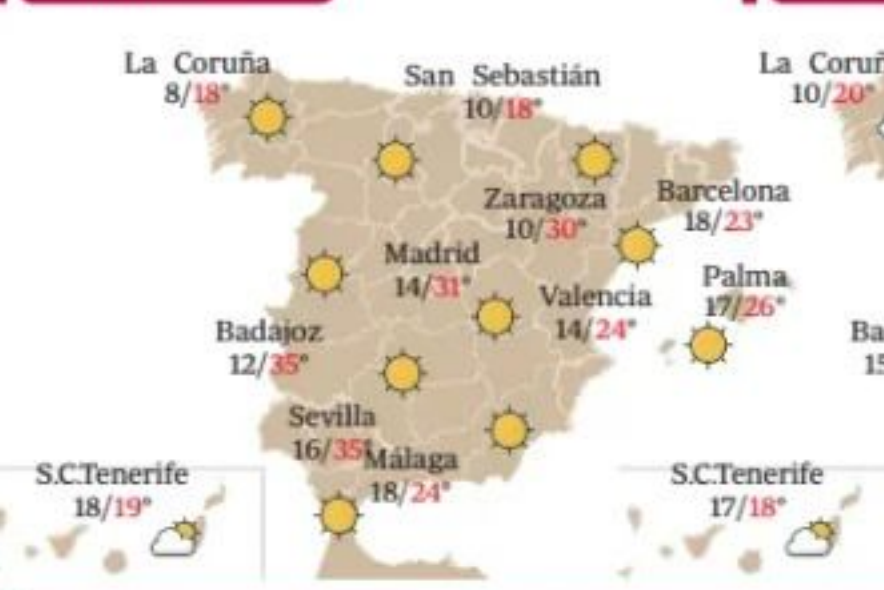 La Coruña
8/18°
San Sebastián
10/18°
La Coruñ
10/20°
Zaragoza
10/30°
Barcelona
18/23°
Madrid
14/31°
Palma
17/26°
Valencia
14/24°
Badajoz
12/35°
Ba
15
Sevilla
16/35°
Málaga
18/24°
S.C.Tenerife
18/19°
S.C.Tenerife
17/18°